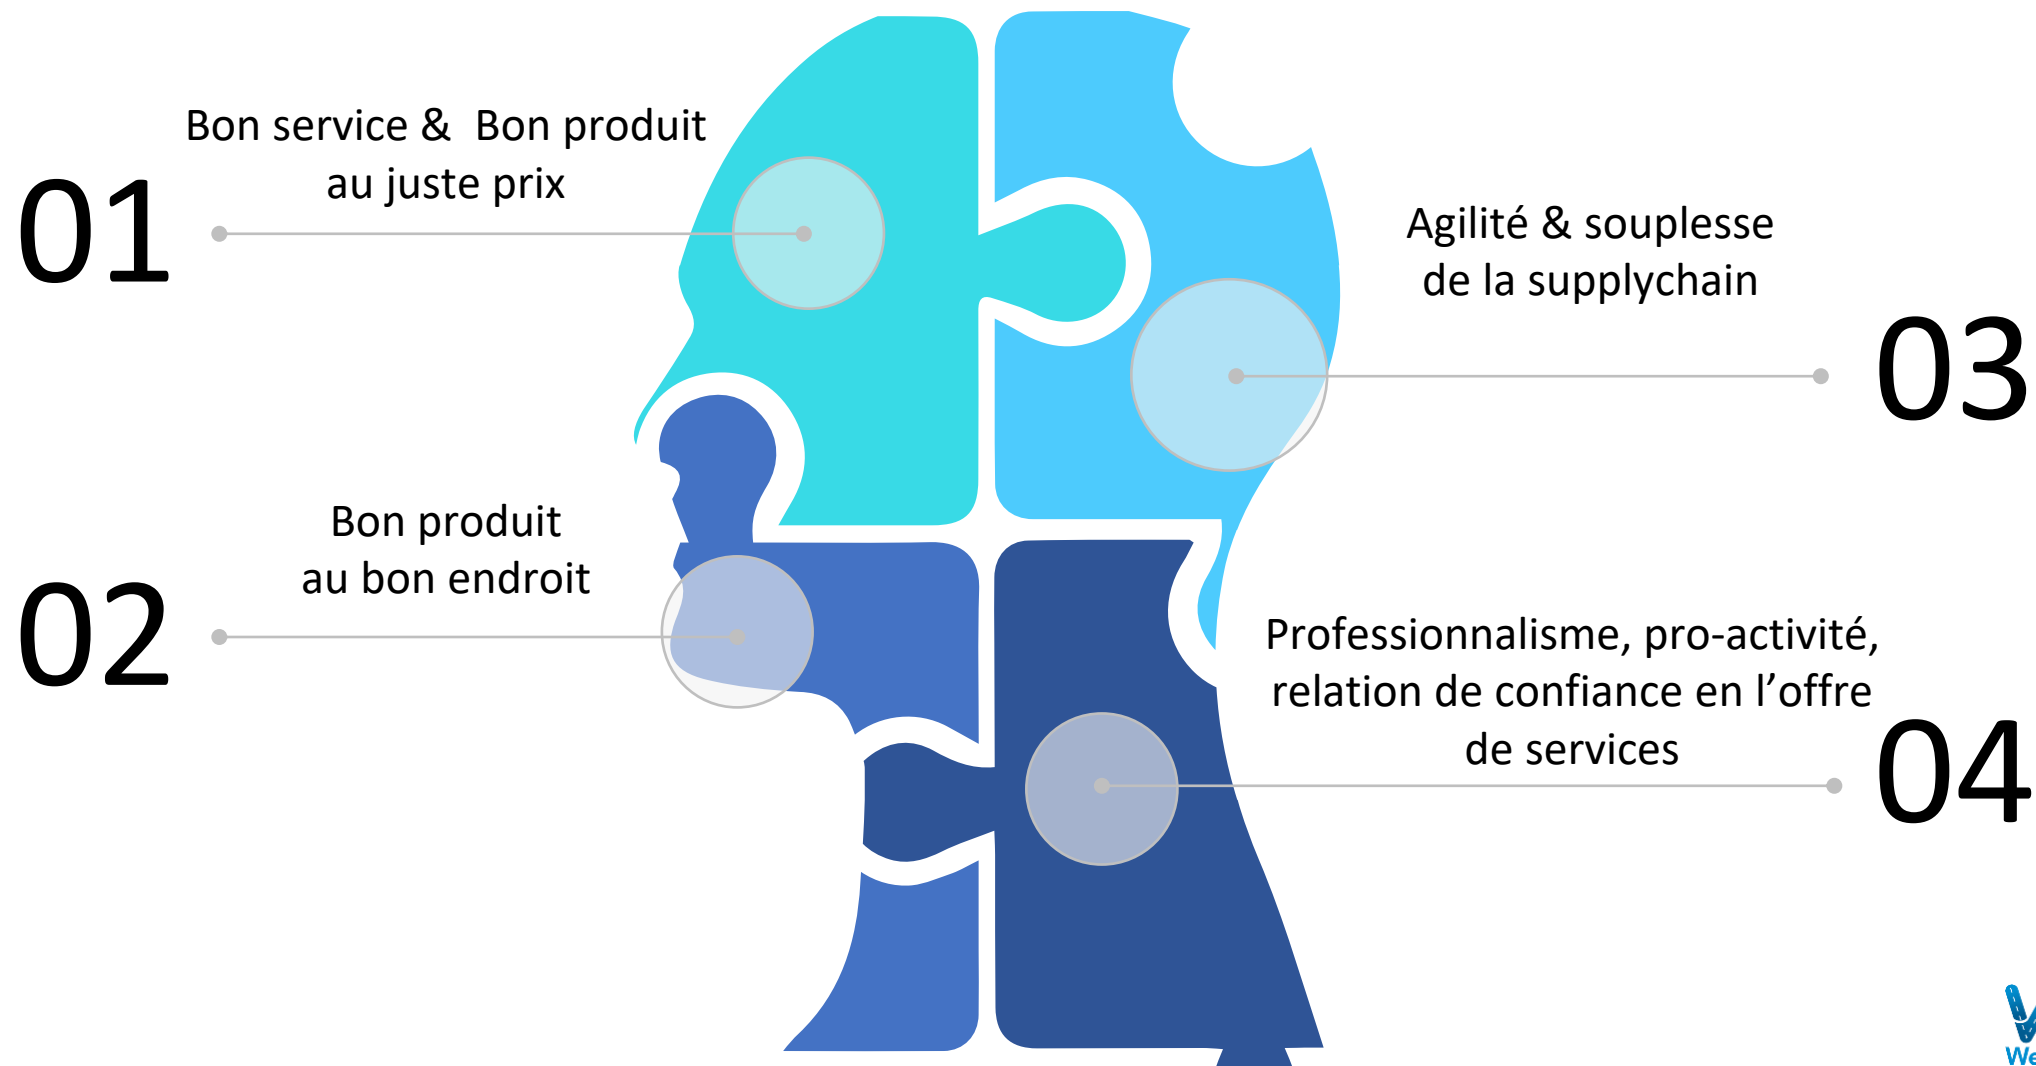 01
Bon service & Bon produit
au juste prix
02
Bon produit
au bon endroit
Agilité & souplesse
de la supplychain
03
Professionnalisme, pro-activité,
relation de confiance en l’offre
de services
04